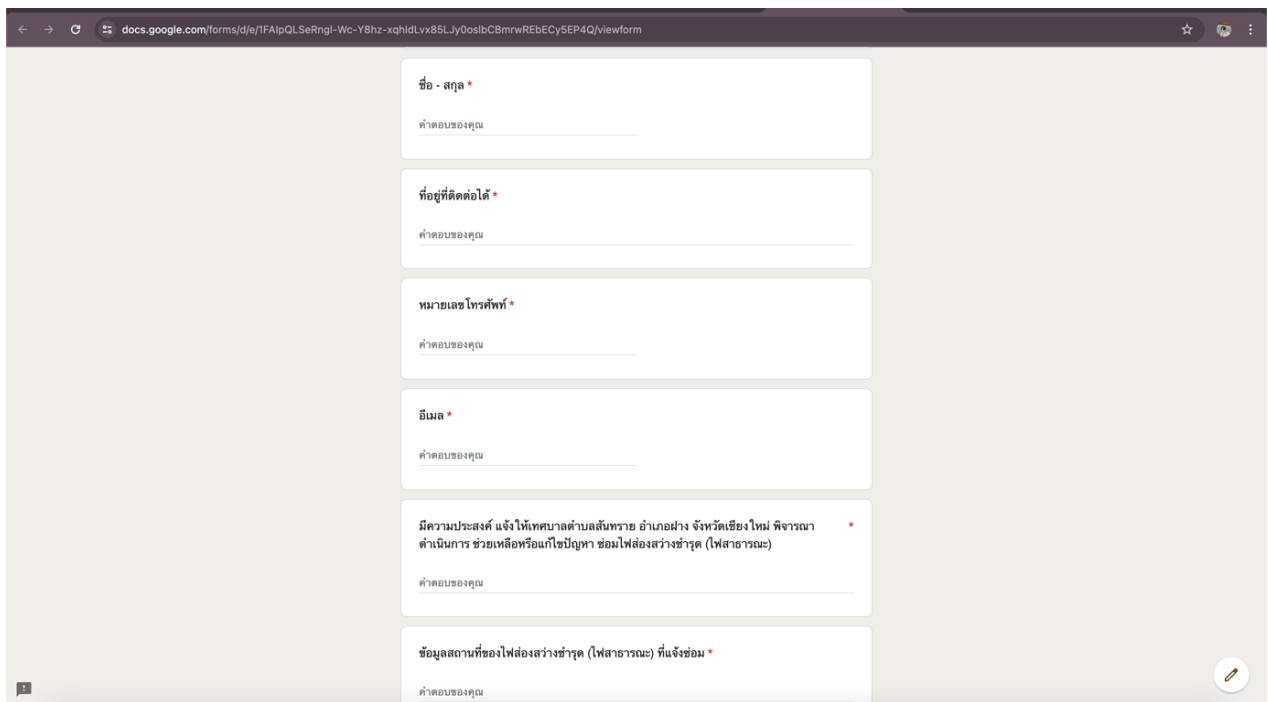 docs.google.com/forms/d/e/1FAIpQLSeRngl-Wc-Y8hz-xqhIdLvx85LJy0osIbCBmrwREbECy5EP4Q/viewform
ชื่อ - สกุล *
คำตอบของคุณ
ที่อยู่ที่ติดต่อได้ *
คำตอบของคุณ
หมายเลขโทรศัพท์ *
คำตอบของคุณ
อีเมล *
คำตอบของคุณ
มีความประสงค์ แจ้งให้เทศบาลตำบลสันทราย อำเภอฝาง จังหวัดเชียงใหม่ พิจารณา *
ดำเนินการ ช่วยเหลือหรือแก้ไขปัญหา ซ่อมไฟส่องสว่างชำรุด (ไฟสาธารณะ)
คำตอบของคุณ
ข้อมูลสถานที่ของไฟส่องสว่างชำรุด (ไฟสาธารณะ) ที่แจ้งซ่อม *
คำตอบของคุณ